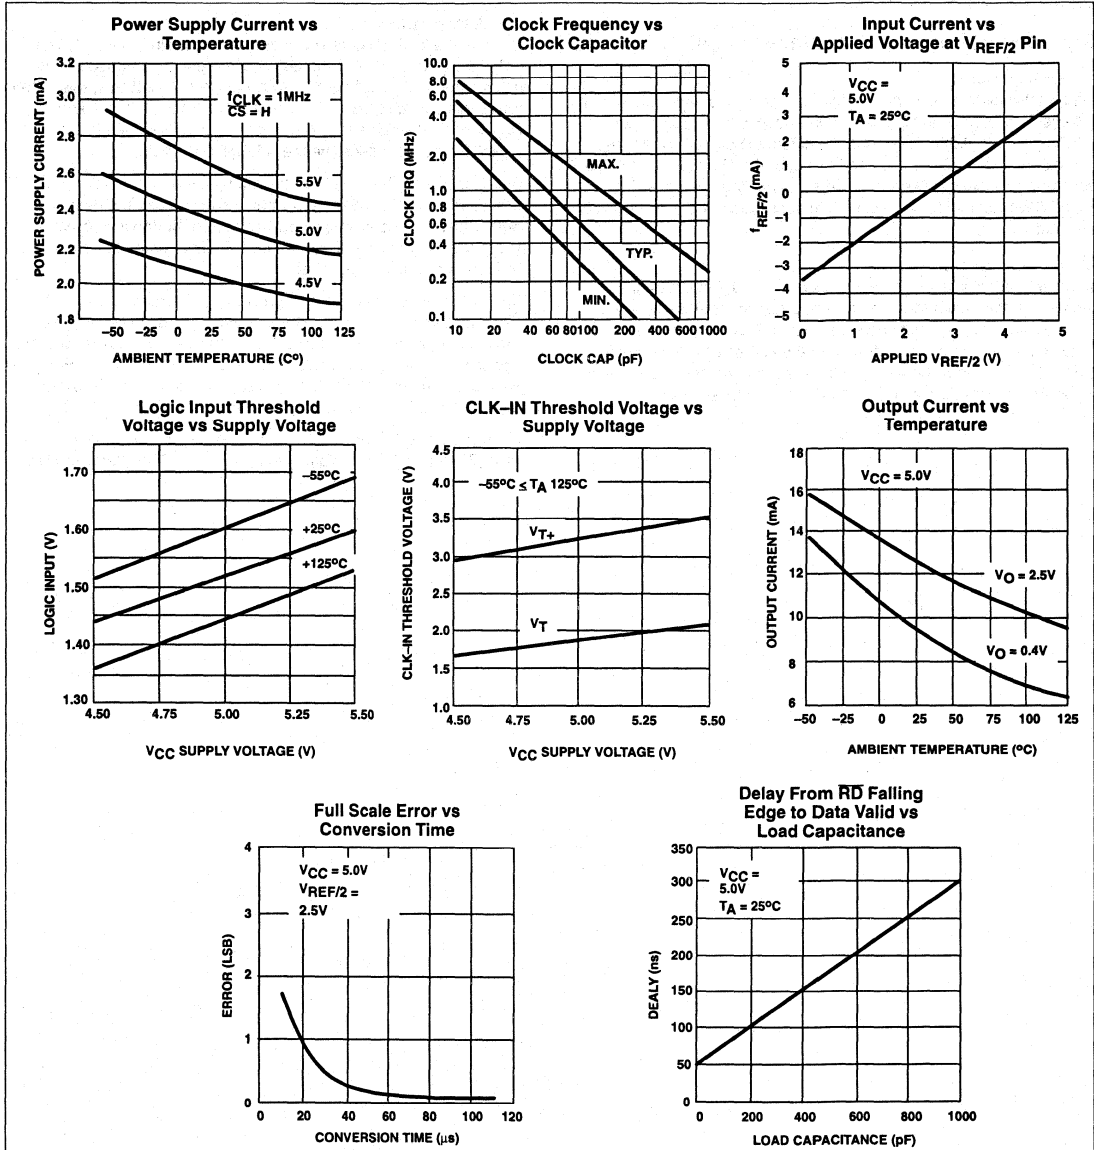 Power Supply Current vs
Temperature
POWER SUPPLY CURRENT (mA)
3.2
3.0
2.8
2.6
2.4
2.2
2.0
1.8
fCLK = 1MHz
CS = H
5.5V
5.0V
4.5V
–50 –25 0 25 50 75 100 125
AMBIENT TEMPERATURE (Cº)
Clock Frequency vs
Clock Capacitor
CLOCK FRQ (MHz)
10.0
8.0
6.0
4.0
2.0
1.0
0.8
0.6
0.4
0.2
0.1
MAX.
TYP.
MIN.
10 20 40 60 80 100 200 400 600 1000
CLOCK CAP (pF)
Input Current vs
Applied Voltage at VREF/2 Pin
fREF/2 (mA)
5
4
3
2
1
0
–1
–2
–3
–4
–5
VCC =
5.0V
TA = 25ºC
0 1 2 3 4 5
APPLIED VREF/2 (V)
Logic Input Threshold
Voltage vs Supply Voltage
LOGIC INPUT (V)
1.70
1.60
1.50
1.40
1.30
–55ºC
+25ºC
+125ºC
4.50 4.75 5.00 5.25 5.50
VCC SUPPLY VOLTAGE (V)
CLK–IN Threshold Voltage vs
Supply Voltage
CLK–IN THRESHOLD VOLTAGE (V)
4.5
4.0
3.5
3.0
2.5
2.0
1.5
1.0
–55ºC ≤ TA 125ºC
VT+
VT
4.50 4.75 5.00 5.25 5.50
VCC SUPPLY VOLTAGE (V)
Output Current vs
Temperature
OUTPUT CURRENT (mA)
18
16
14
12
10
8
6
VCC = 5.0V
VO = 2.5V
VO = 0.4V
–50 –25 0 25 50 75 100 125
AMBIENT TEMPERATURE (ºC)
Full Scale Error vs
Conversion Time
ERROR (LSB)
4
3
2
1
0
VCC = 5.0V
VREF/2 =
2.5V
0 20 40 60 80 100 120
CONVERSION TIME (µs)
Delay From RD Falling
Edge to Data Valid vs
Load Capacitance
DEALY (ns)
350
300
250
200
150
100
50
0
VCC =
5.0V
TA = 25ºC
0 200 400 600 800 1000
LOAD CAPACITANCE (pF)